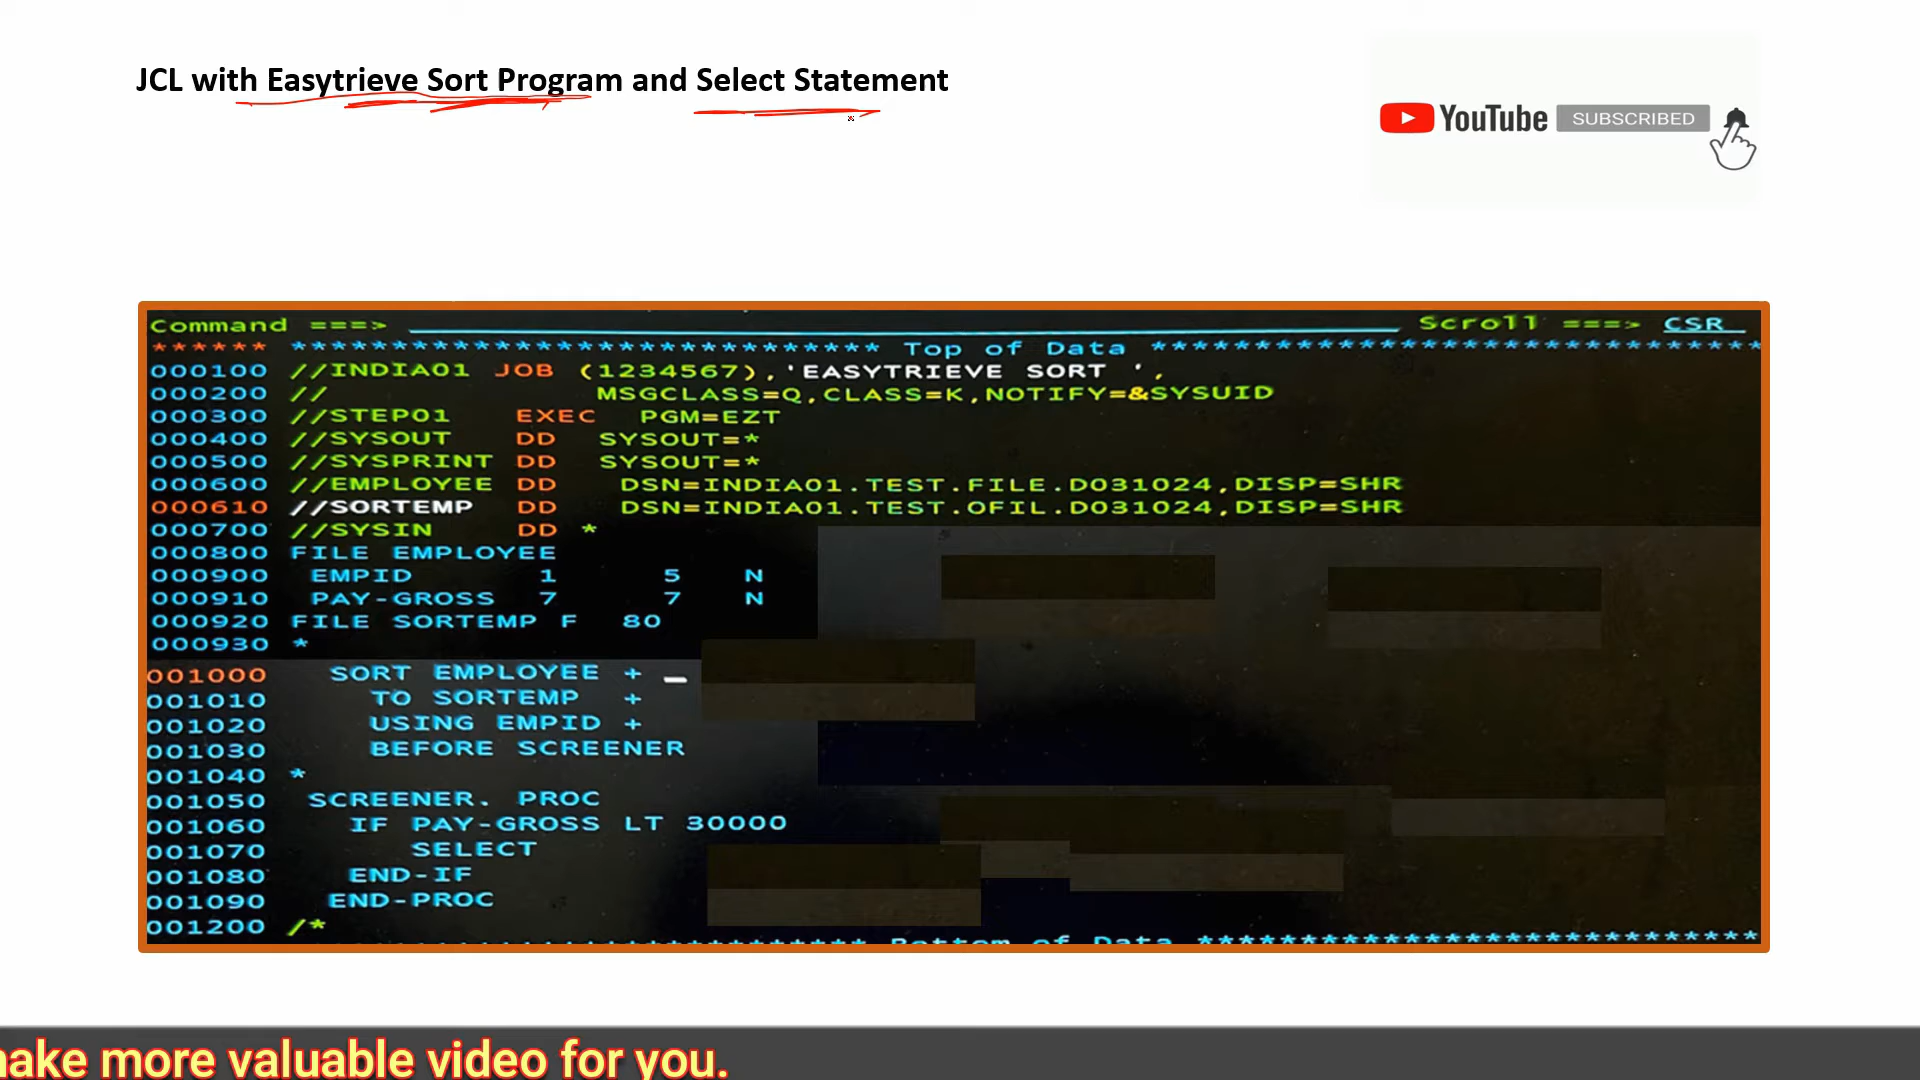 JCL with Easytrieve Sort Program and Select Statement
YouTube SUBSCRIBED
Command ===> Scroll ===> CSR
****** **************************** Top of Data ******************************
000100 //INDIA01 JOB (1234567),'EASYTRIEVE SORT ',
000200 // MSGCLASS=Q,CLASS=K,NOTIFY=&SYSUID
000300 //STEP01 EXEC PGM=EZT
000400 //SYSOUT DD SYSOUT=*
000500 //SYSPRINT DD SYSOUT=*
000600 //EMPLOYEE DD DSN=INDIA01.TEST.FILE.D031024,DISP=SHR
000610 //SORTEMP DD DSN=INDIA01.TEST.OFIL.D031024,DISP=SHR
000700 //SYSIN DD *
000800 FILE EMPLOYEE
000900 EMPID 1 5 N
000910 PAY-GROSS 7 7 N
000920 FILE SORTEMP F 80
000930 *
001000 SORT EMPLOYEE + _
001010 TO SORTEMP +
001020 USING EMPID +
001030 BEFORE SCREENER
001040 *
001050 SCREENER. PROC
001060 IF PAY-GROSS LT 30000
001070 SELECT
001080 END-IF
001090 END-PROC
001200 /*
**************************** Bottom of Data ****************************
make more valuable video for you.